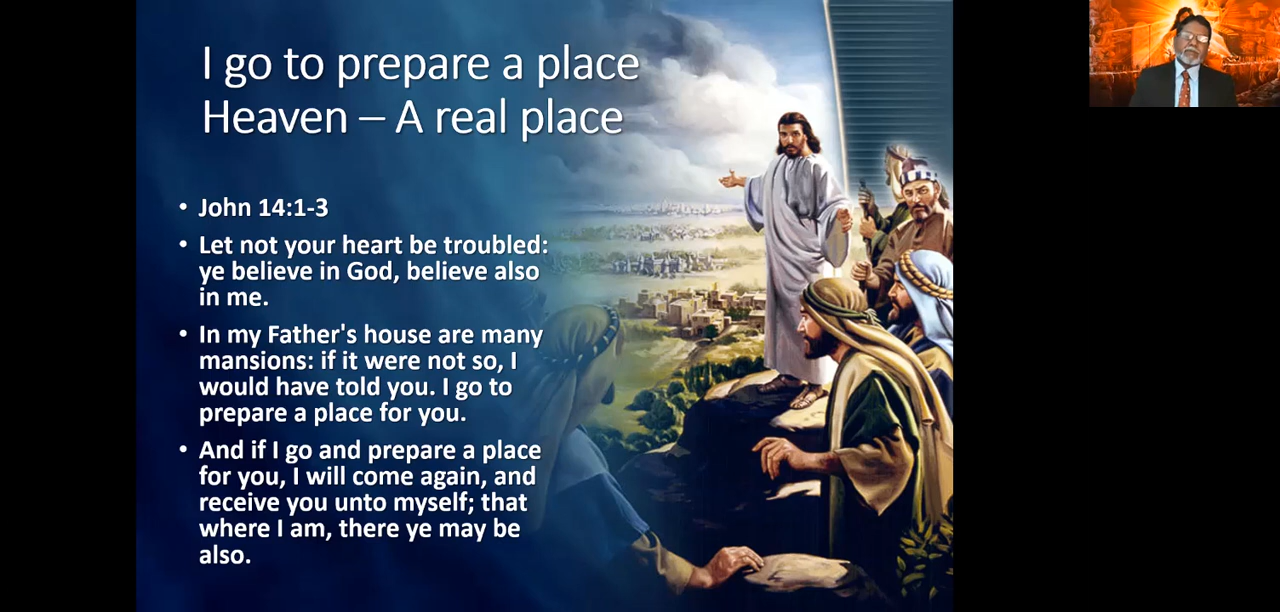 I go to prepare a place
Heaven – A real place
• John 14:1-3
• Let not your heart be troubled:
ye believe in God, believe also
in me.
• In my Father's house are many
mansions: if it were not so, I
would have told you. I go to
prepare a place for you.
• And if I go and prepare a place
for you, I will come again, and
receive you unto myself; that
where I am, there ye may be
also.